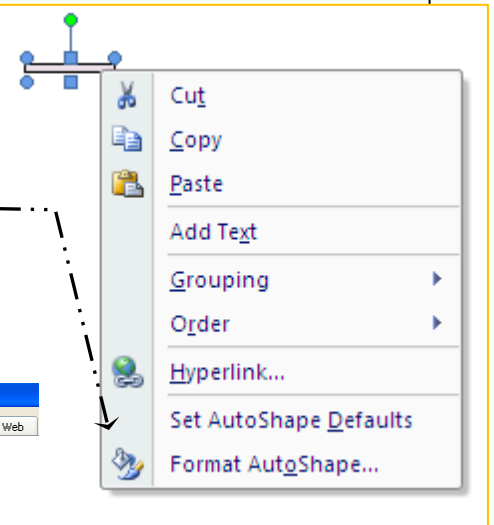 Cut
Copy
Paste
Add Text
Grouping
Order
Hyperlink...
Web
Set AutoShape Defaults
Format AutoShape...